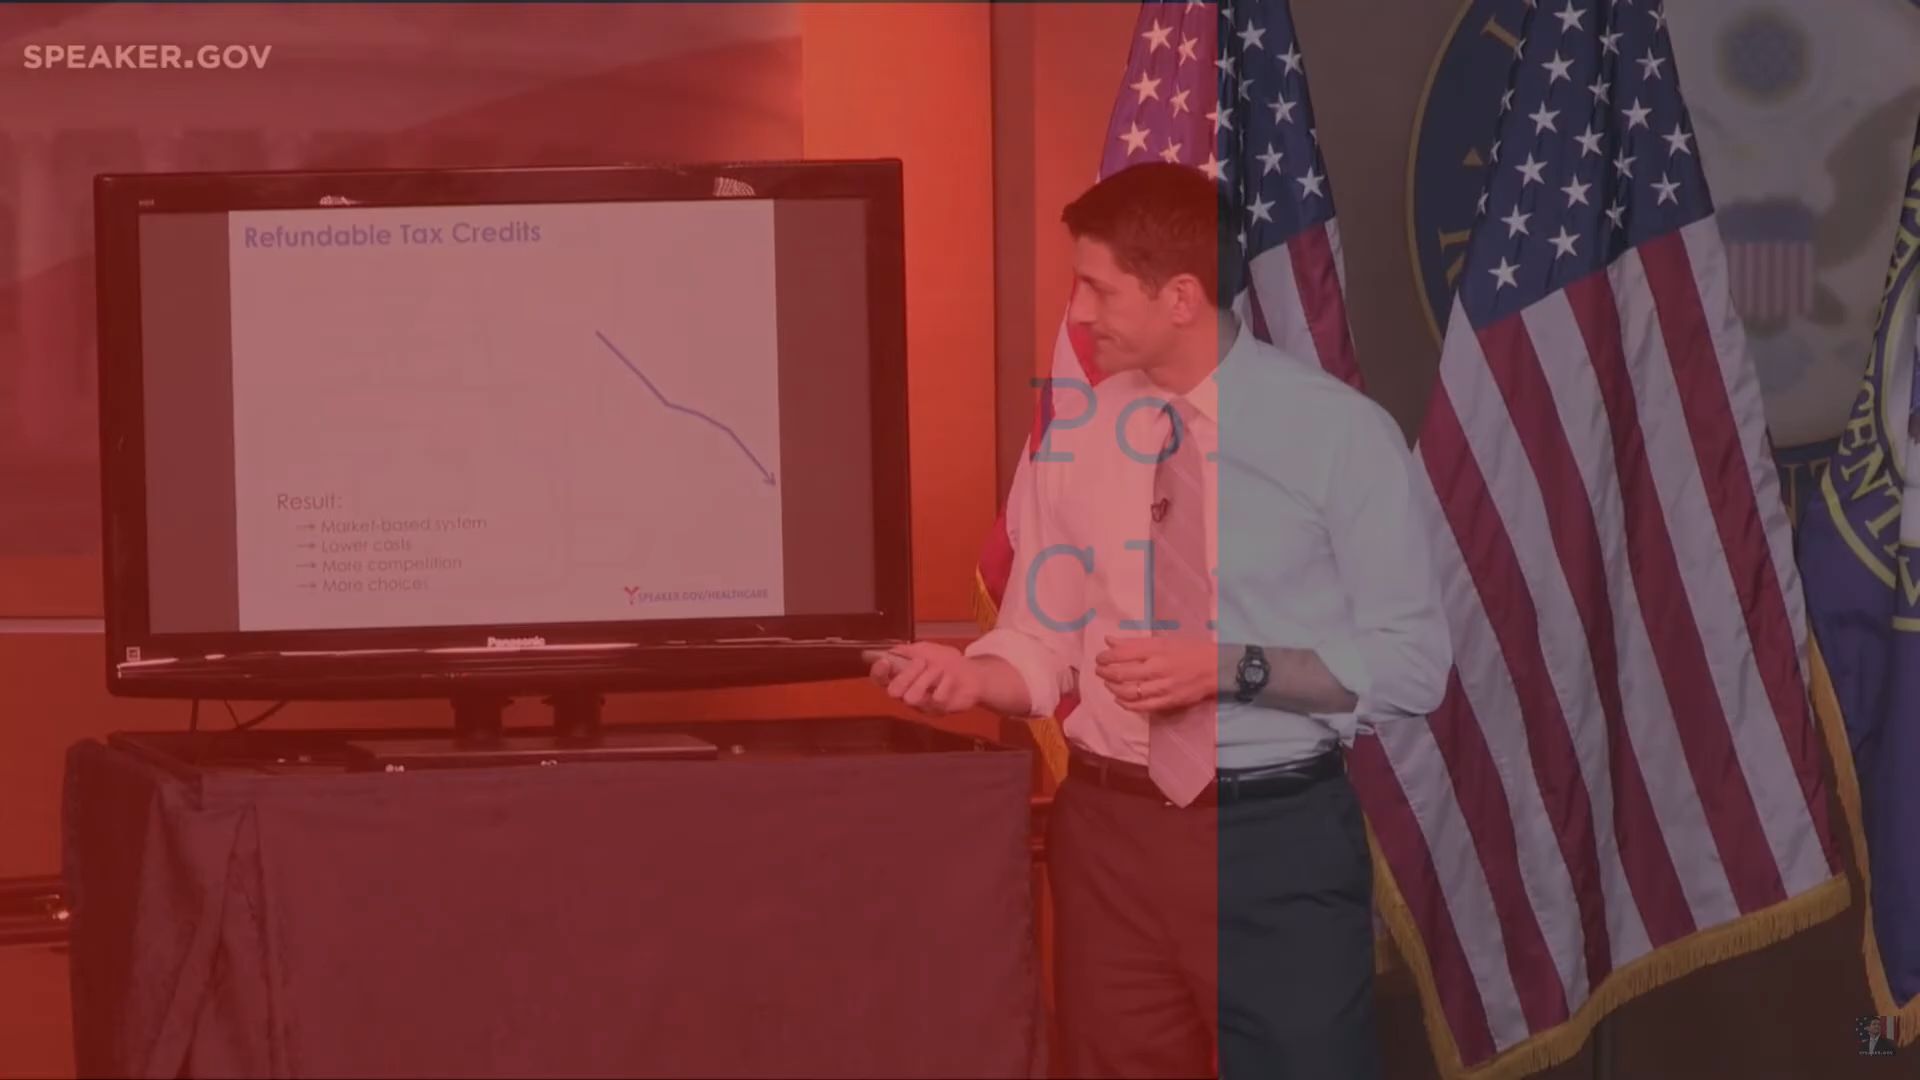 SPEAKER.GOV
Refundable Tax Credits
Result:
→ Market-based system
→ Lower costs
→ More competition
→ More choices
SPEAKER.GOV/HEALTHCARE
Panasonic
Po
Cl